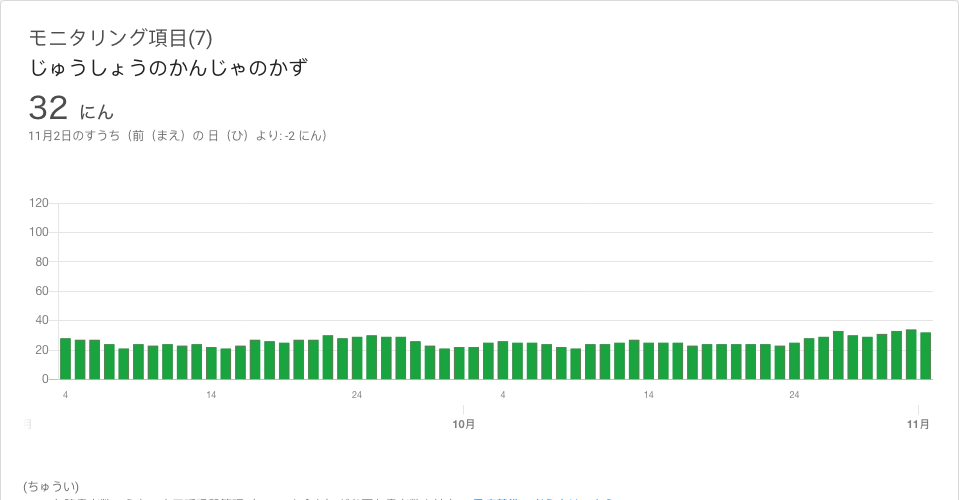 モニタリング項目(7)
じゅうしょうのかんじゃのかず
32 にん
11月2日のすうち（前（まえ）の 日（ひ）より: -2 にん）
120
100
80
60
40
20
0
4 14 24 4 14 24
10月 11月
(ちゅうい)